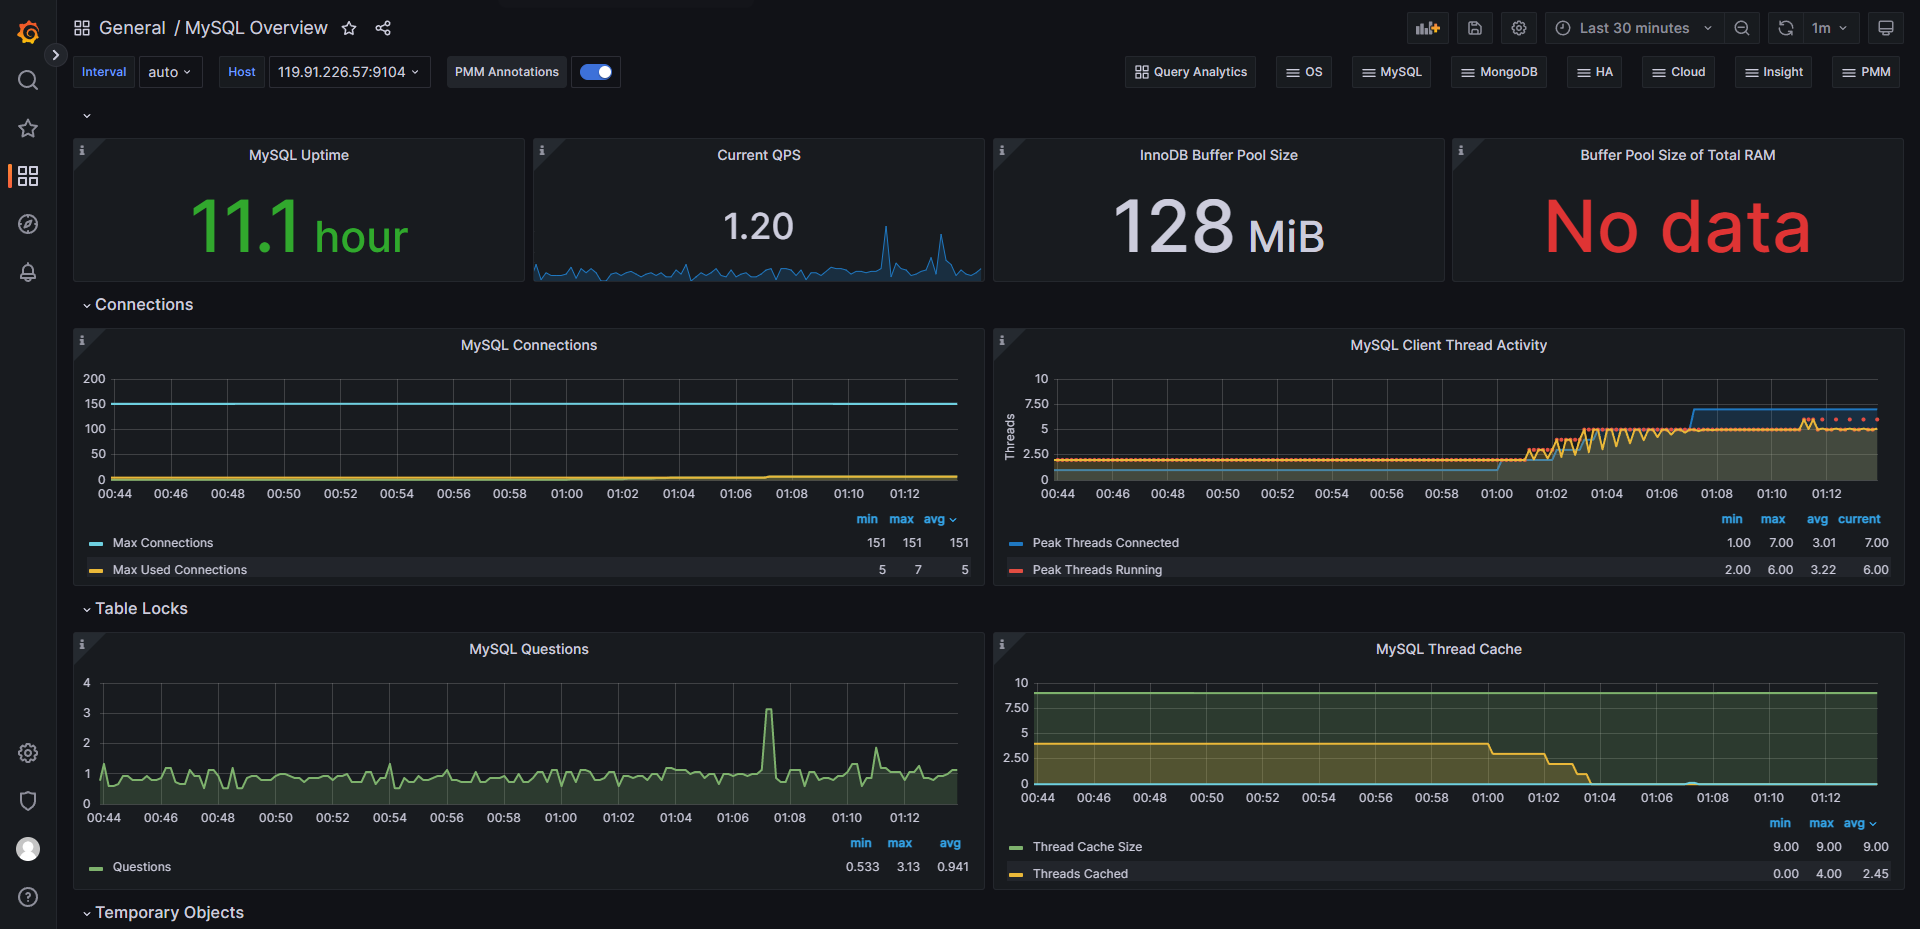 General / MySQL Overview
Last 30 minutes
1m
Interval auto Host 119.91.226.57:9104 PMM Annotations
Query Analytics OS MySQL MongoDB HA Cloud Insight PMM
MySQL Uptime
11.1 hour
Current QPS
1.20
InnoDB Buffer Pool Size
128 MiB
Buffer Pool Size of Total RAM
No data
Connections
MySQL Connections
200
150
100
50
0
00:44 00:46 00:48 00:50 00:52 00:54 00:56 00:58 01:00 01:02 01:04 01:06 01:08 01:10 01:12
min max avg
Max Connections 151 151 151
Max Used Connections 5 7 5
MySQL Client Thread Activity
Threads
10
7.50
5
2.50
0
00:44 00:46 00:48 00:50 00:52 00:54 00:56 00:58 01:00 01:02 01:04 01:06 01:08 01:10 01:12
min max avg current
Peak Threads Connected 1.00 7.00 3.01 7.00
Peak Threads Running 2.00 6.00 3.22 6.00
Table Locks
MySQL Questions
4
3
2
1
0
00:44 00:46 00:48 00:50 00:52 00:54 00:56 00:58 01:00 01:02 01:04 01:06 01:08 01:10 01:12
min max avg
Questions 0.533 3.13 0.941
MySQL Thread Cache
10
7.50
5
2.50
0
00:44 00:46 00:48 00:50 00:52 00:54 00:56 00:58 01:00 01:02 01:04 01:06 01:08 01:10 01:12
min max avg
Thread Cache Size 9.00 9.00 9.00
Threads Cached 0.00 4.00 2.45
Temporary Objects